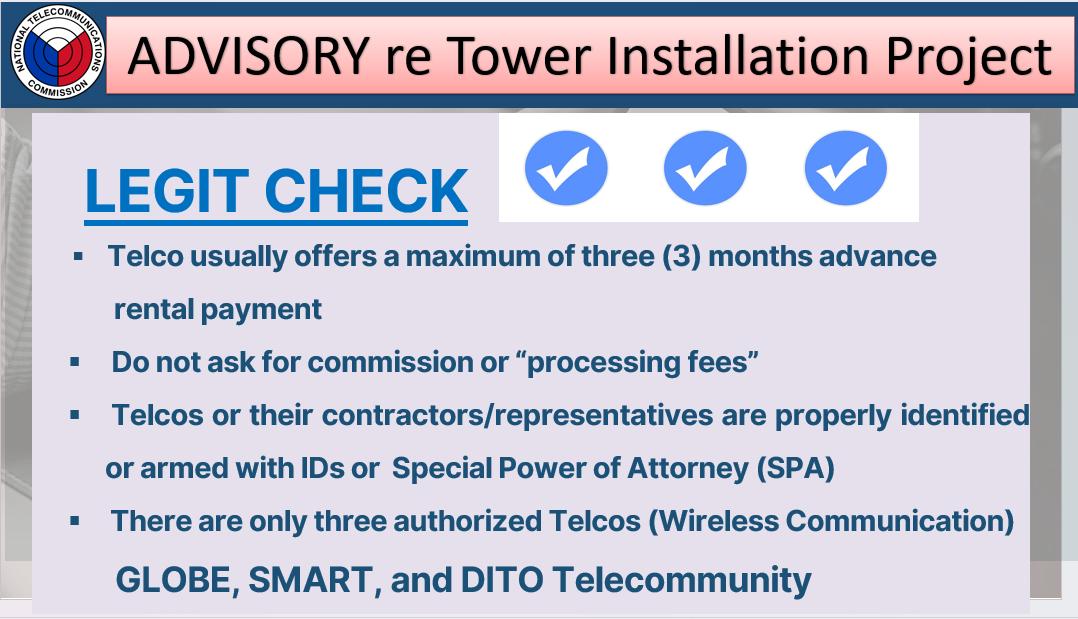 NATIONAL TELECOMMUNICATIONS
COMMISSION
ADVISORY re Tower Installation Project
LEGIT CHECK
▪ Telco usually offers a maximum of three (3) months advance
rental payment
▪ Do not ask for commission or “processing fees”
▪ Telcos or their contractors/representatives are properly identified
or armed with IDs or Special Power of Attorney (SPA)
▪ There are only three authorized Telcos (Wireless Communication)
GLOBE, SMART, and DITO Telecommunity